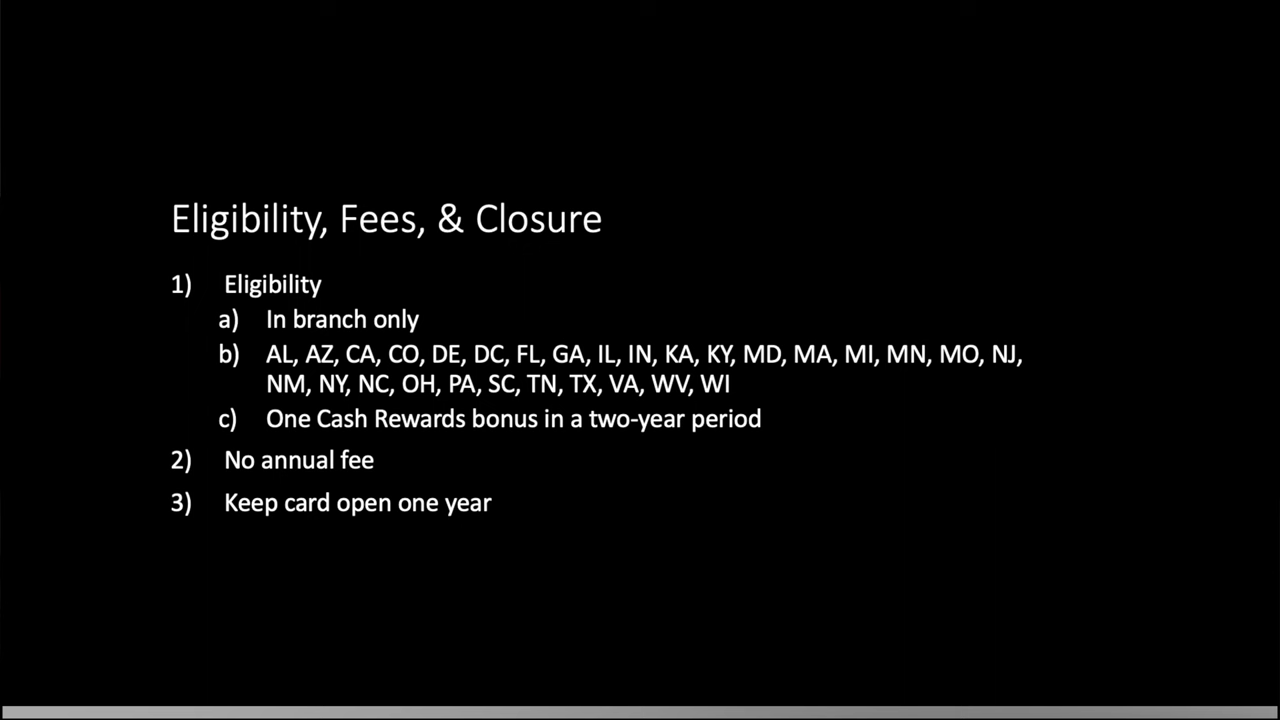 Eligibility, Fees, & Closure
1) Eligibility
a) In branch only
b) AL, AZ, CA, CO, DE, DC, FL, GA, IL, IN, KA, KY, MD, MA, MI, MN, MO, NJ,
NM, NY, NC, OH, PA, SC, TN, TX, VA, WV, WI
c) One Cash Rewards bonus in a two-year period
2) No annual fee
3) Keep card open one year